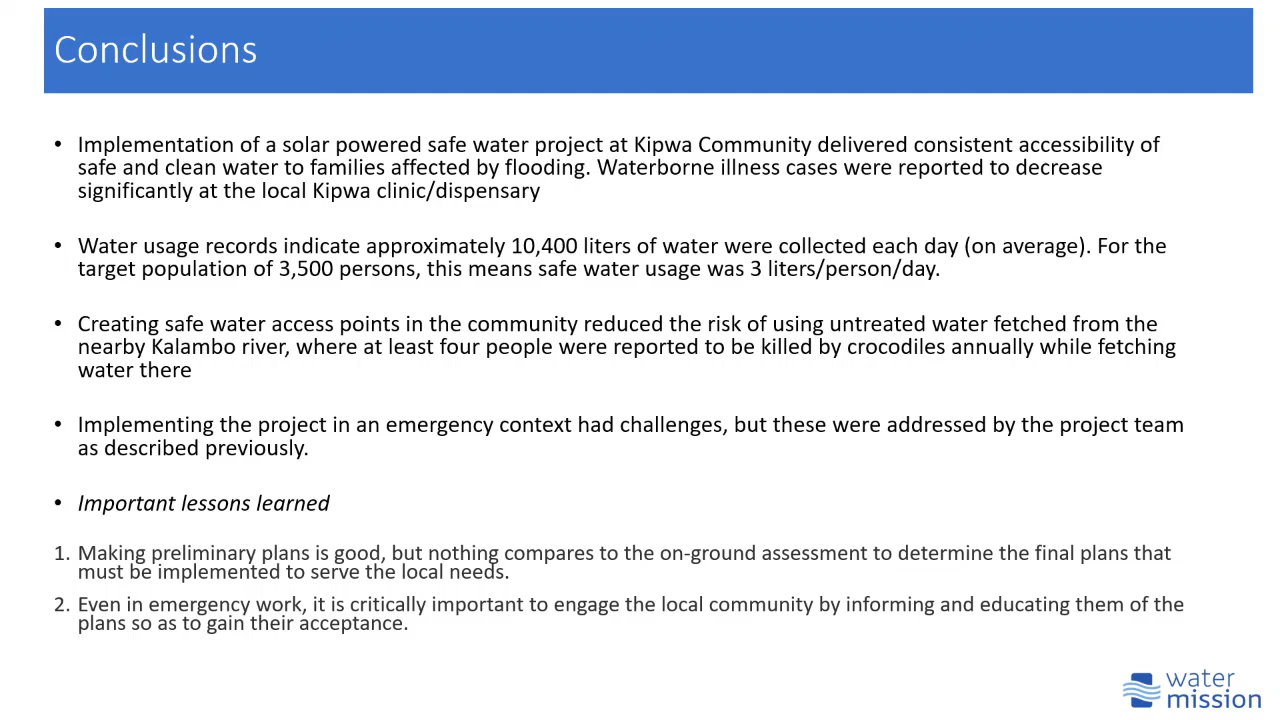 Conclusions
• Implementation of a solar powered safe water project at Kipwa Community delivered consistent accessibility of
safe and clean water to families affected by flooding. Waterborne illness cases were reported to decrease
significantly at the local Kipwa clinic/dispensary
• Water usage records indicate approximately 10,400 liters of water were collected each day (on average). For the
target population of 3,500 persons, this means safe water usage was 3 liters/person/day.
• Creating safe water access points in the community reduced the risk of using untreated water fetched from the
nearby Kalambo river, where at least four people were reported to be killed by crocodiles annually while fetching
water there
• Implementing the project in an emergency context had challenges, but these were addressed by the project team
as described previously.
• Important lessons learned
1. Making preliminary plans is good, but nothing compares to the on-ground assessment to determine the final plans that
must be implemented to serve the local needs.
2. Even in emergency work, it is critically important to engage the local community by informing and educating them of the
plans so as to gain their acceptance.
water
mission